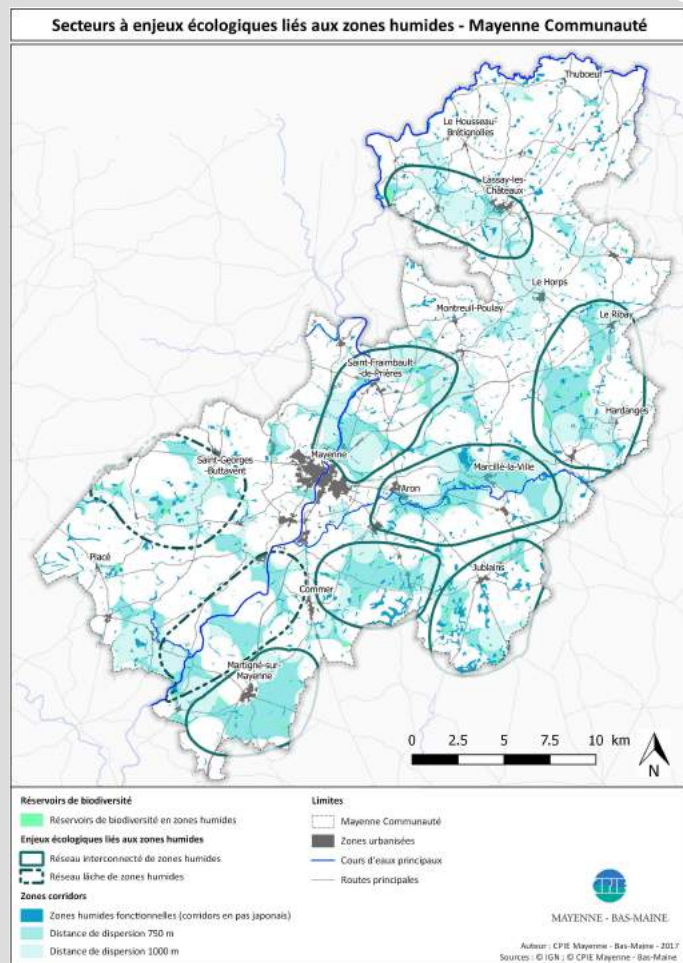 Secteurs à enjeux écologiques liés aux zones humides - Mayenne Communauté
Thuboeuf
Le Housseau-
Brétignolles
Lassay-les-
Châteaux
Le Horps
Montreuil-Poulay
Le Ribay
Saint-Fraimbault
-de-Prières
Hardanges
Mayenne
Saint-Georges-
Buttavent
Marcillé-la-Ville
Aron
Placé
Jublains
Commer
Martigné-sur-
Mayenne
0 2.5 5 7.5 10 km
N
Réservoirs de biodiversité
Réservoirs de biodiversité en zones humides
Enjeux écologiques liés aux zones humides
Réseau interconnecté de zones humides
Réseau lâche de zones humides
Zones corridors
Zones humides fonctionnelles (corridors en pas japonais)
Distance de dispersion 750 m
Distance de dispersion 1000 m
Limites
Mayenne Communauté
Zones urbanisées
Cours d'eaux principaux
Routes principales
CPIE
MAYENNE - BAS-MAINE
Auteur : CPIE Mayenne - Bas-Maine - 2017
Sources : © IGN ; © CPIE Mayenne - Bas-Maine